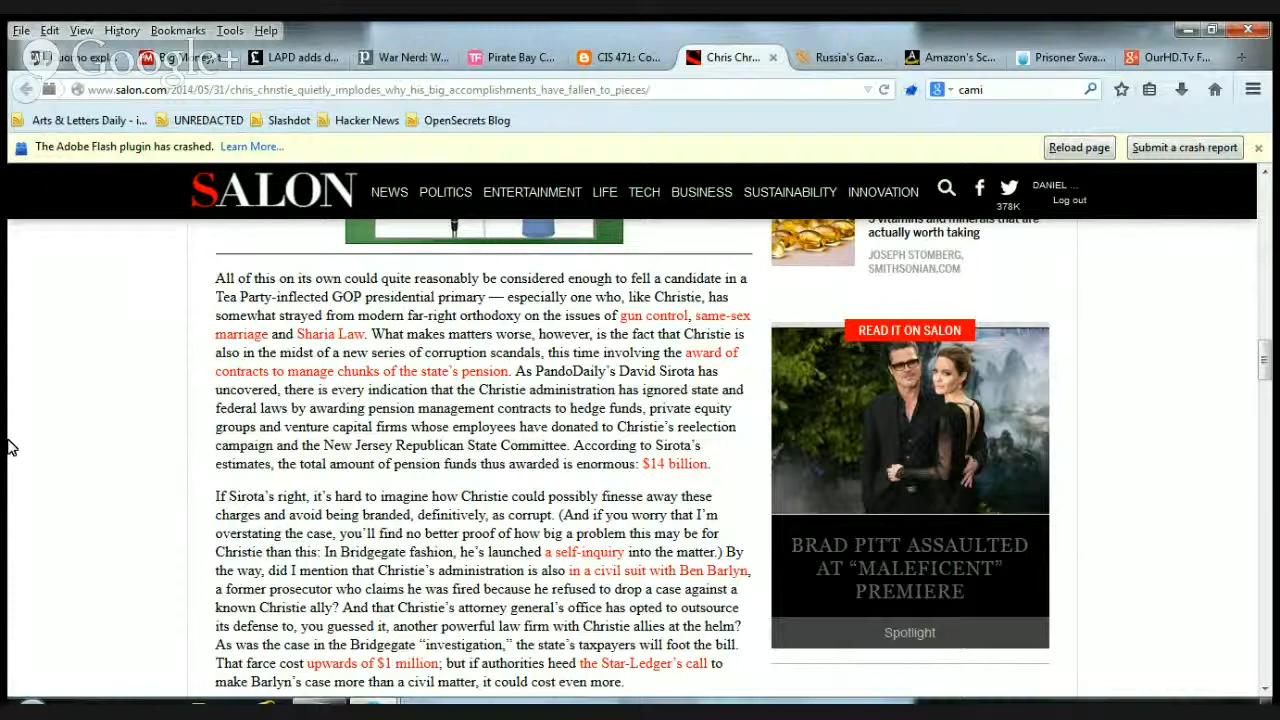 File Edit View History Bookmarks Tools Help
Google+
LAPD adds d...
War Nerd: W...
Pirate Bay C...
CIS 471: Co...
Chris Chr...
Russia's Gaz...
Amazon's Sc...
Prisoner Swa...
OurHD.Tv F...
www.salon.com/2014/05/31/chris_christie_quietly_implodes_why_his_big_accomplishments_have_fallen_to_pieces/
cami
Arts & Letters Daily - i...
UNREDACTED
Slashdot
Hacker News
OpenSecrets Blog
The Adobe Flash plugin has crashed. Learn More...
Reload page
Submit a crash report
SALON
NEWS POLITICS ENTERTAINMENT LIFE TECH BUSINESS SUSTAINABILITY INNOVATION
378K
DANIEL ...
Log out
All of this on its own could quite reasonably be considered enough to fell a candidate in a
Tea Party-inflected GOP presidential primary — especially one who, like Christie, has
somewhat strayed from modern far-right orthodoxy on the issues of gun control, same-sex
marriage and Sharia Law. What makes matters worse, however, is the fact that Christie is
also in the midst of a new series of corruption scandals, this time involving the award of
contracts to manage chunks of the state's pension. As PandoDaily's David Sirota has
uncovered, there is every indication that the Christie administration has ignored state and
federal laws by awarding pension management contracts to hedge funds, private equity
groups and venture capital firms whose employees have donated to Christie's reelection
campaign and the New Jersey Republican State Committee. According to Sirota's
estimates, the total amount of pension funds thus awarded is enormous: $14 billion.
If Sirota's right, it's hard to imagine how Christie could possibly finesse away these
charges and avoid being branded, definitively, as corrupt. (And if you worry that I'm
overstating the case, you'll find no better proof of how big a problem this may be for
Christie than this: In Bridgegate fashion, he's launched a self-inquiry into the matter.) By
the way, did I mention that Christie's administration is also in a civil suit with Ben Barlyn,
a former prosecutor who claims he was fired because he refused to drop a case against a
known Christie ally? And that Christie's attorney general's office has opted to outsource
its defense to, you guessed it, another powerful law firm with Christie allies at the helm?
As was the case in the Bridgegate “investigation,” the state's taxpayers will foot the bill.
That farce cost upwards of $1 million; but if authorities heed the Star-Ledger's call to
make Barlyn's case more than a civil matter, it could cost even more.
5 vitamins and minerals that are
actually worth taking
JOSEPH STOMBERG,
SMITHSONIAN.COM
READ IT ON SALON
BRAD PITT ASSAULTED
AT “MALEFICENT”
PREMIERE
Spotlight